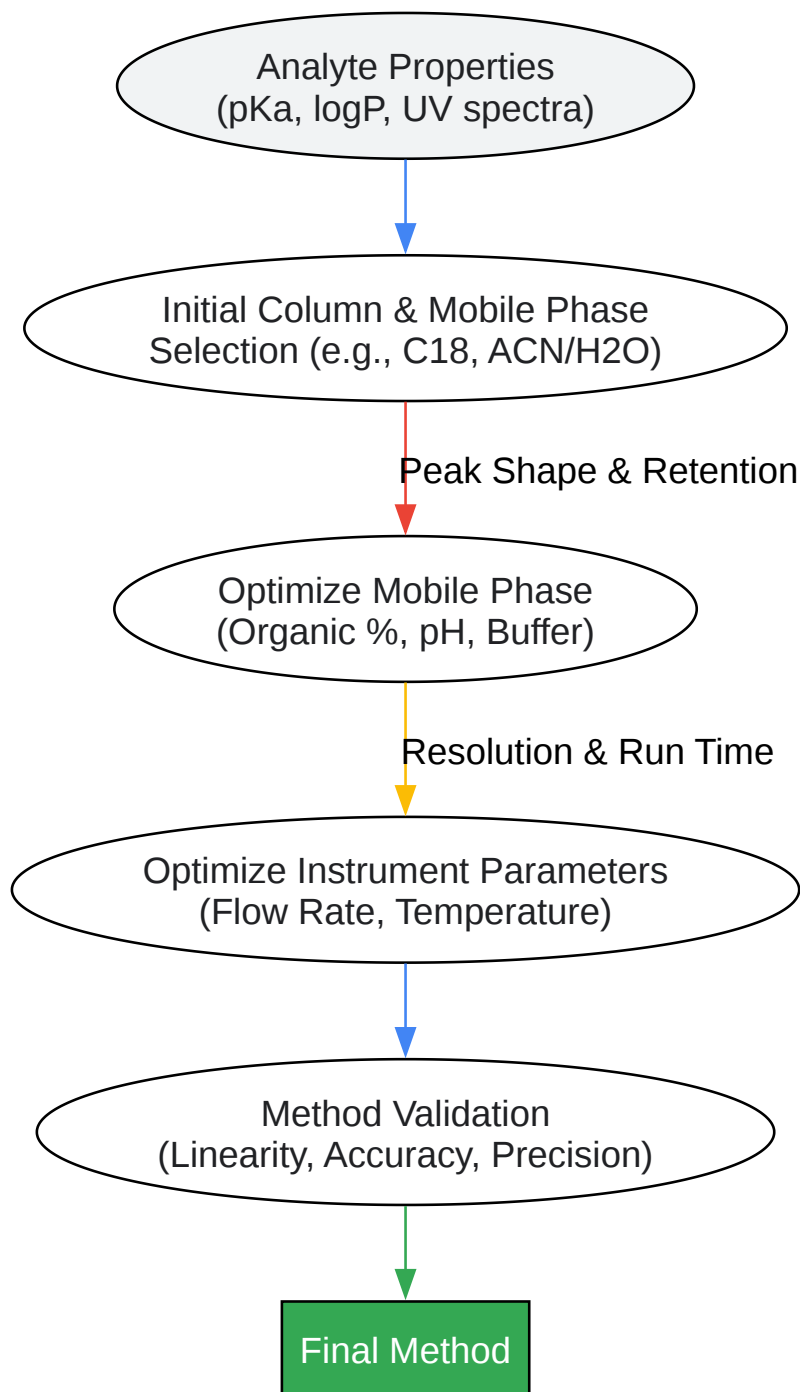 Analyte Properties
(pKa, logP, UV spectra)
Initial Column & Mobile Phase
Selection (e.g., C18, ACN/H2O)
Peak Shape & Retention
Optimize Mobile Phase
(Organic %, pH, Buffer)
Resolution & Run Time
Optimize Instrument Parameters
(Flow Rate, Temperature)
Method Validation
(Linearity, Accuracy, Precision)
Final Method